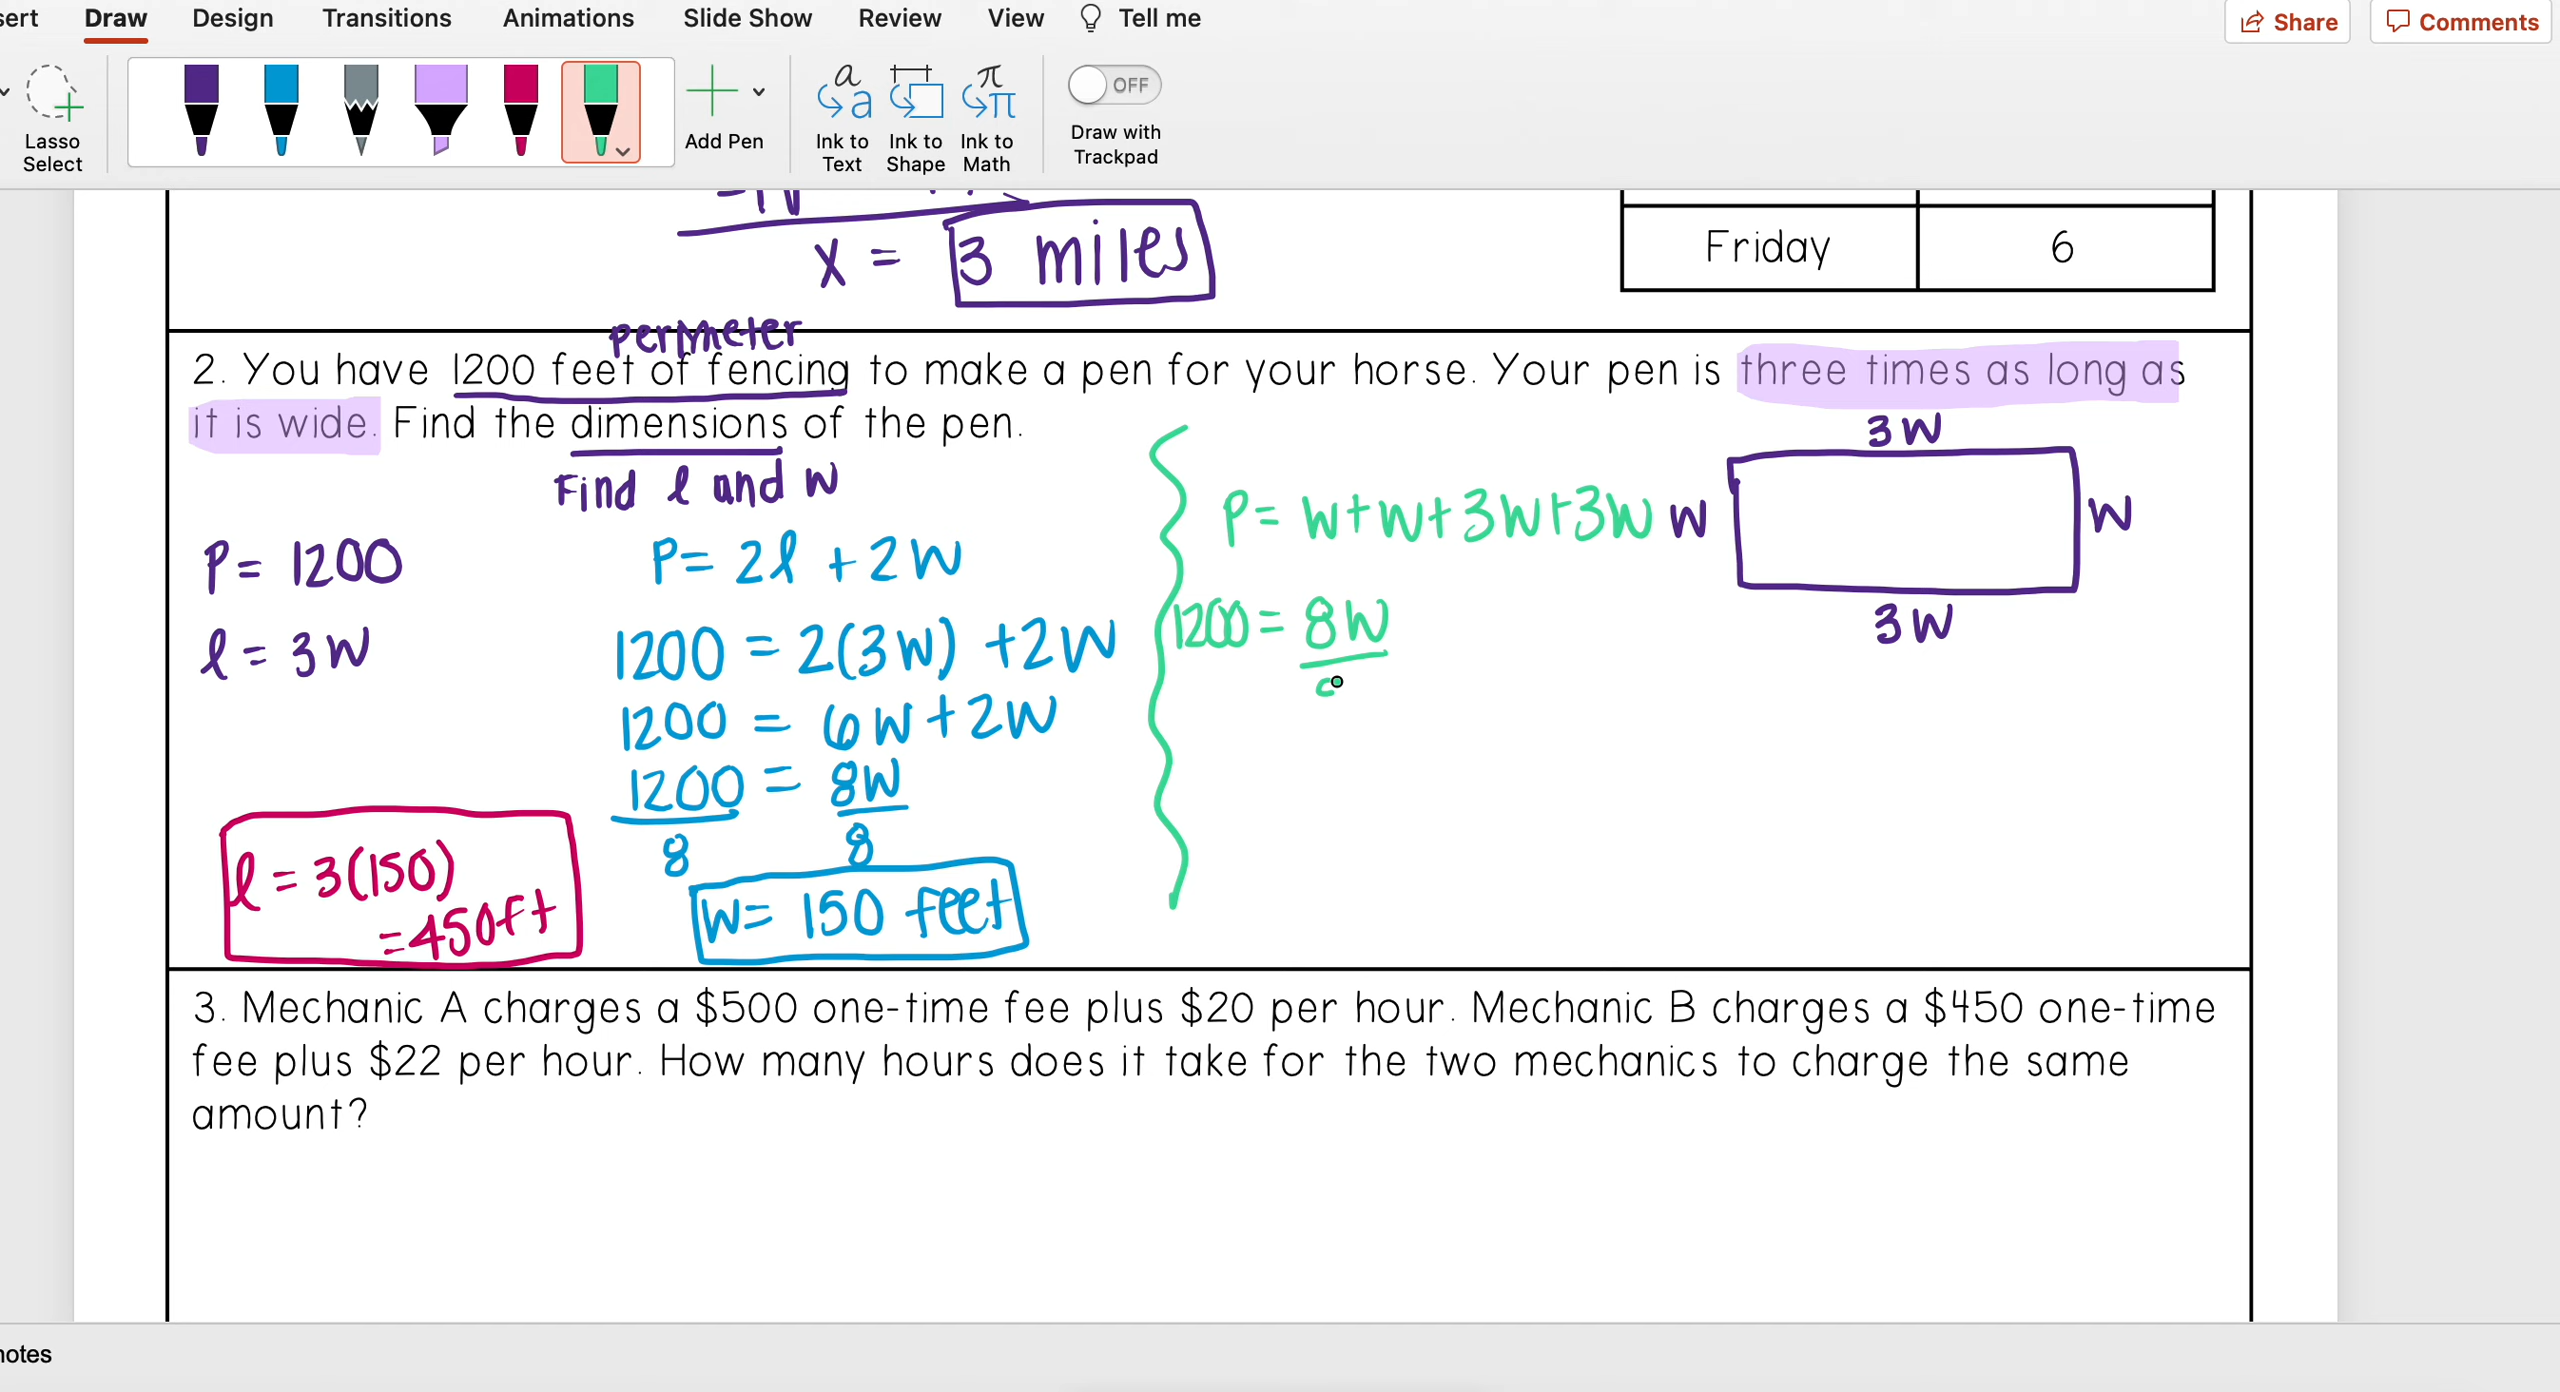 sert Draw Design Transitions Animations Slide Show Review View Tell me Share Comments
Lasso Select
Add Pen
Ink to Text
Ink to Shape
Ink to Math
OFF
Draw with Trackpad
x = 3 miles
Friday 6
perimeter
2. You have 1200 feet of fencing to make a pen for your horse. Your pen is three times as long as
it is wide. Find the dimensions of the pen.
Find l and w
P = 1200
l = 3W
P = 2l + 2W
1200 = 2(3W) + 2W
1200 = 6W + 2W
1200 = 8W
8 8
W = 150 feet
l = 3(150)
= 450ft
P = W+W+3W+3W
1200 = 8W
3W
W W
3W
3. Mechanic A charges a $500 one-time fee plus $20 per hour. Mechanic B charges a $450 one-time
fee plus $22 per hour. How many hours does it take for the two mechanics to charge the same
amount?
notes